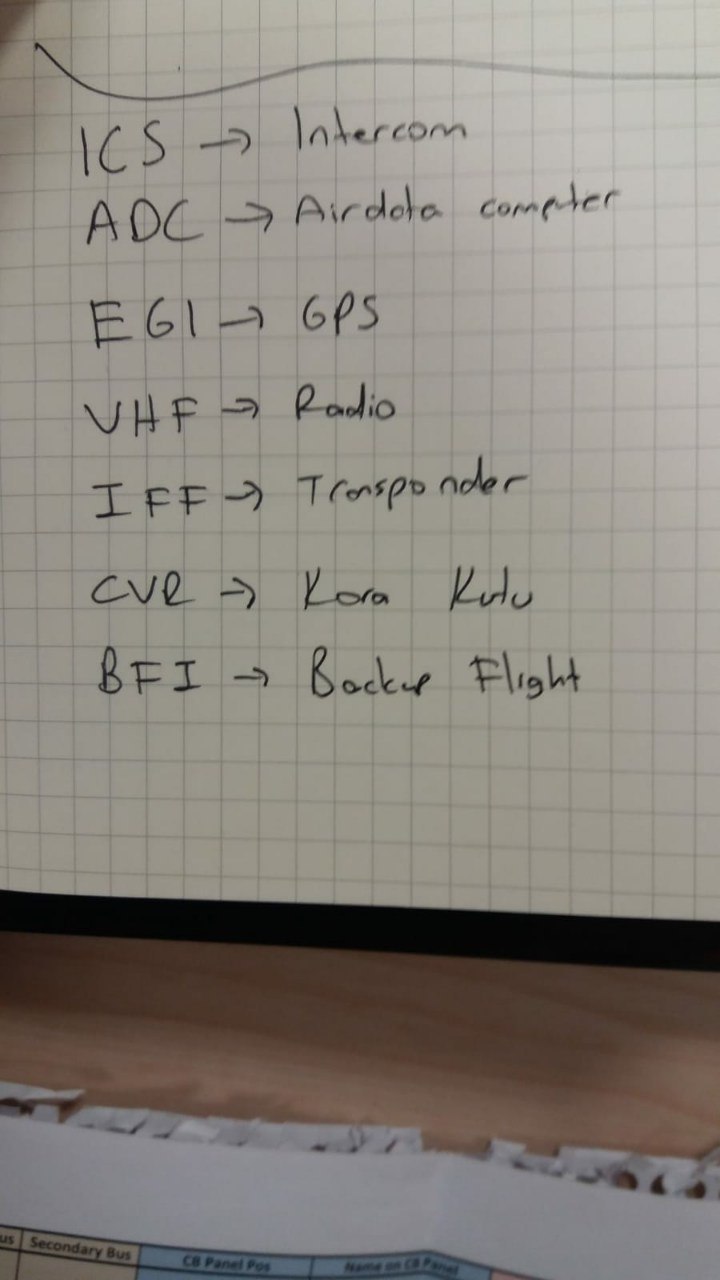 ICS → Intercom
ADC → Airdata computer
EGI → GPS
VHF → Radio
IFF → Transponder
CVR → Kora Kutu
BFI → Backup Flight
us Secondary Bus CB Panel Pos Name on CB Panel